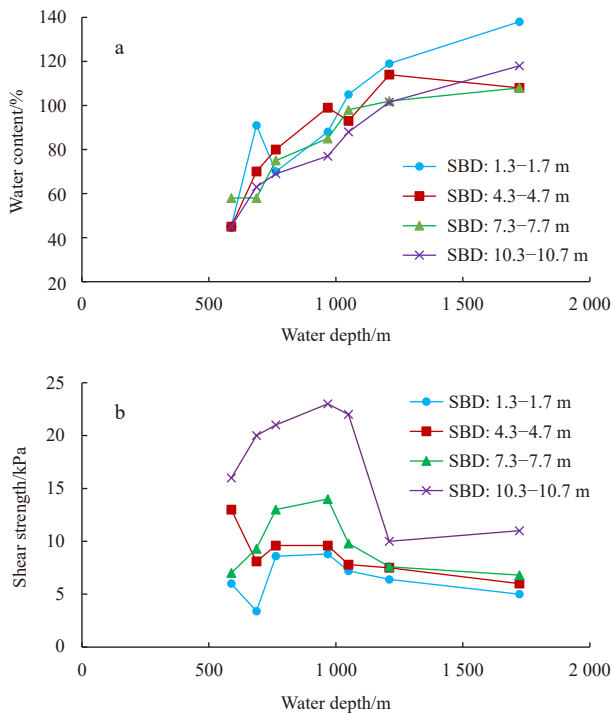 140
a
120
100
80
60
40
20
Water content/%
SBD: 1.3−1.7 m
SBD: 4.3−4.7 m
SBD: 7.3−7.7 m
SBD: 10.3−10.7 m
0 500 1 000 1 500 2 000
Water depth/m
25
b
20
15
10
5
0
Shear strength/kPa
SBD: 1.3−1.7 m
SBD: 4.3−4.7 m
SBD: 7.3−7.7 m
SBD: 10.3−10.7 m
0 500 1 000 1 500 2 000
Water depth/m